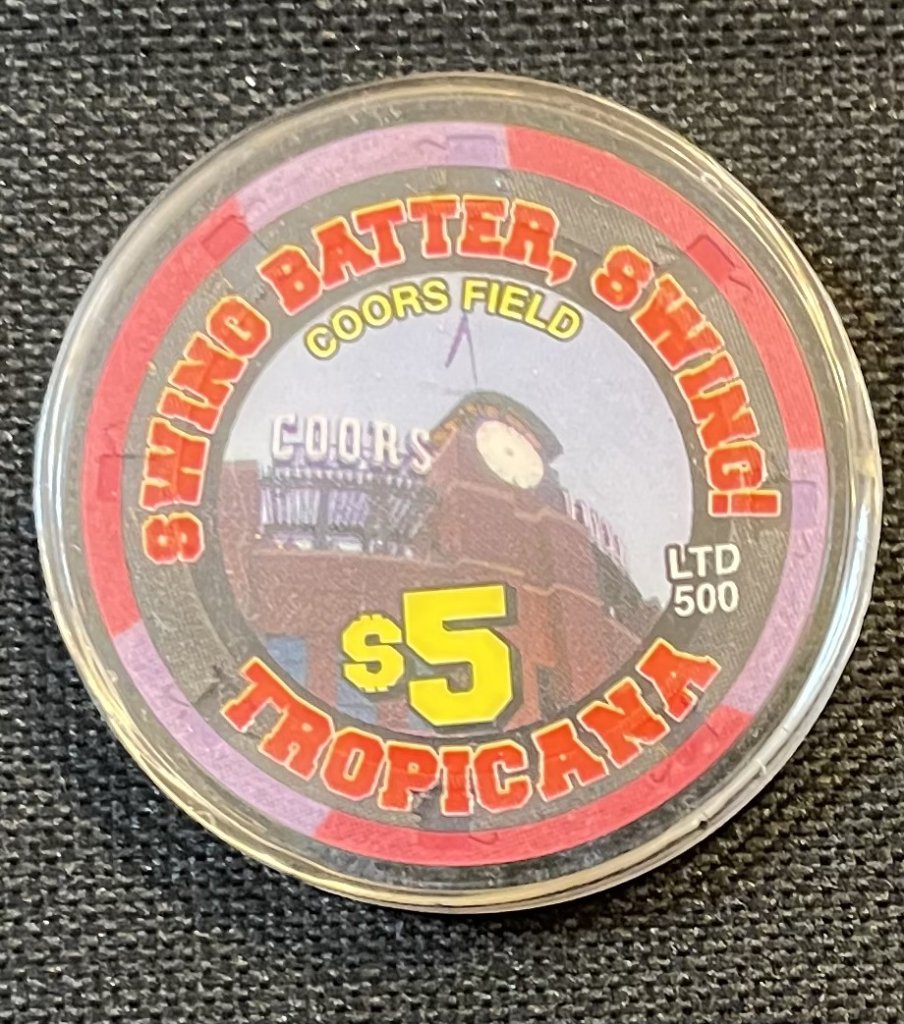 SWING BATTER, SWING!
COORS FIELD
COORS
LTD
500
$5
TROPICANA